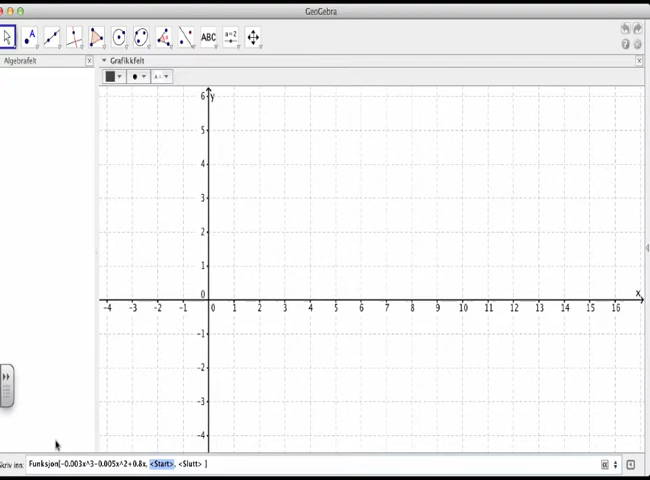 GeoGebra
ABC
a=2
Algebrafelt
Grafikkfelt
y
6
5
4
3
2
1
0
-1
-2
-3
-4
-4 -3 -2 -1 0 1 2 3 4 5 6 7 8 9 10 11 12 13 14 15 16
x
Skriv inn: Funksjon[-0.003x^3-0.005x^2+0.8x, <Start>, <Slutt> ]